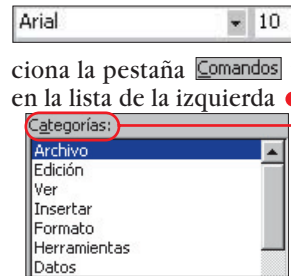 Arial 10
ciona la pestaña Comandos
en la lista de la izquierda
Categorías:
Archivo
Edición
Ver
Insertar
Formato
Herramientas
Datos